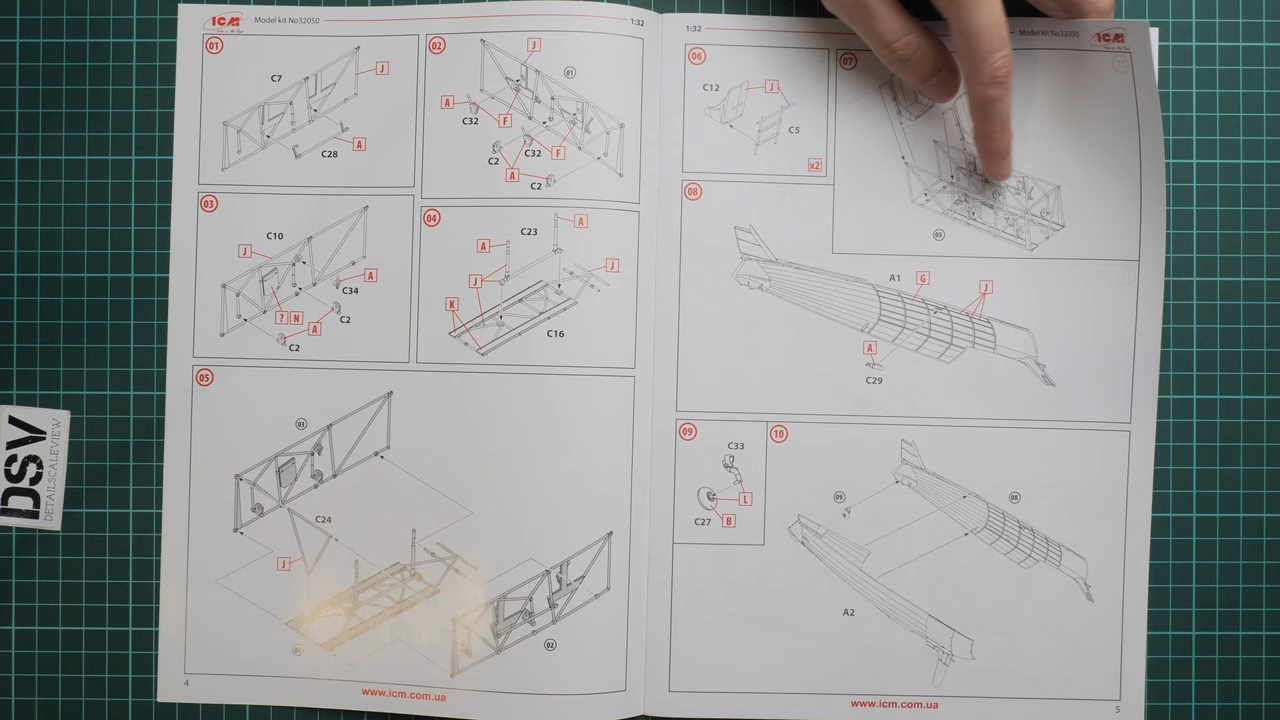 ICM
Model kit No32050
1:32
01
C7
J
C28
A
02
J
01
A
C32
F
C2
C32
F
A
C2
03
C10
J
A
C34
? N
A
C2
C2
04
A
C23
A
J
J
K
C16
05
03
C24
J
02
4
www.icm.com.ua
1:32
Model kit No32050
ICM
06
C12
J
C5
x2
07
05
08
A1
G
J
A
C29
09
C33
L
C27
B
10
09
08
A2
www.icm.com.ua
5
DSV
DETAILSCALEVIEW